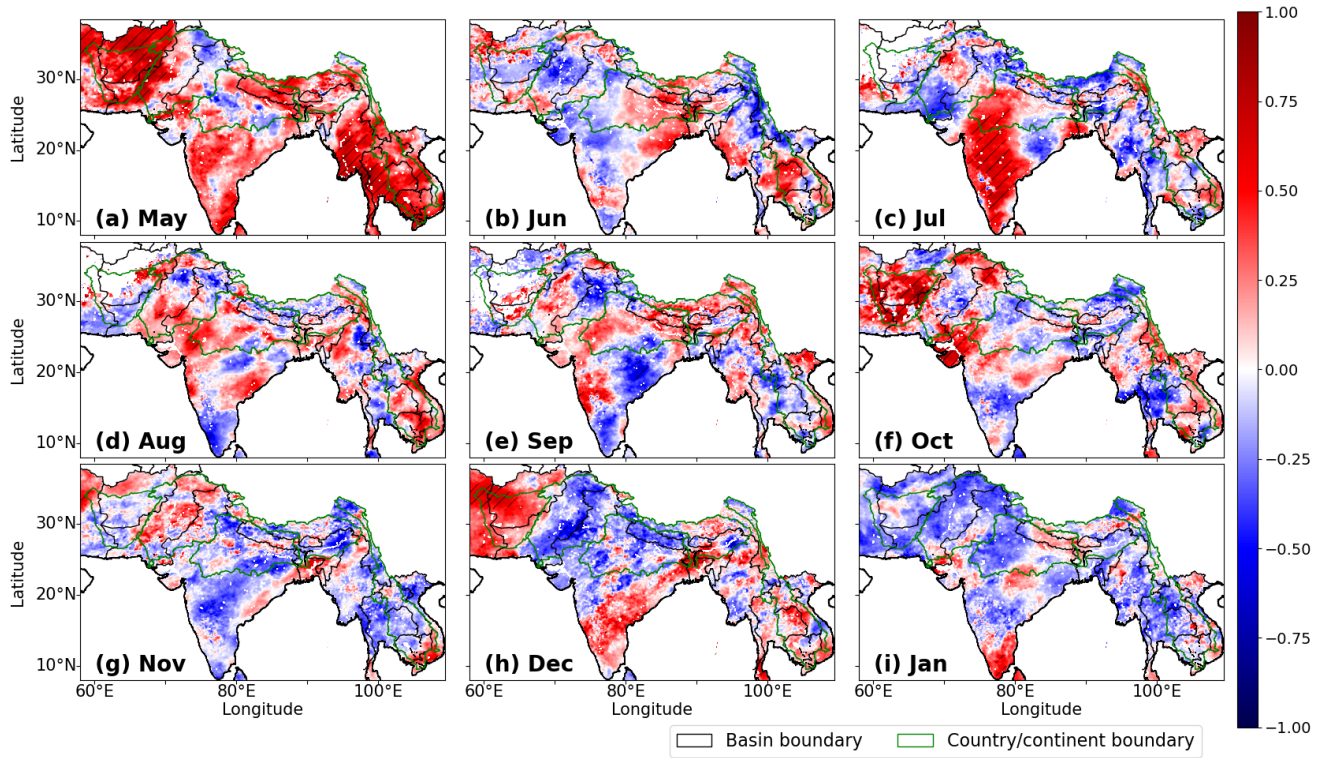 Latitude
30°N
20°N
10°N
(a) May
(b) Jun
(c) Jul
Latitude
30°N
20°N
10°N
(d) Aug
(e) Sep
(f) Oct
Latitude
30°N
20°N
10°N
(g) Nov
(h) Dec
(i) Jan
60°E 80°E 100°E
60°E 80°E 100°E
60°E 80°E 100°E
Longitude
Longitude
Longitude
1.00
0.75
0.50
0.25
0.00
−0.25
−0.50
−0.75
−1.00
Basin boundary
Country/continent boundary